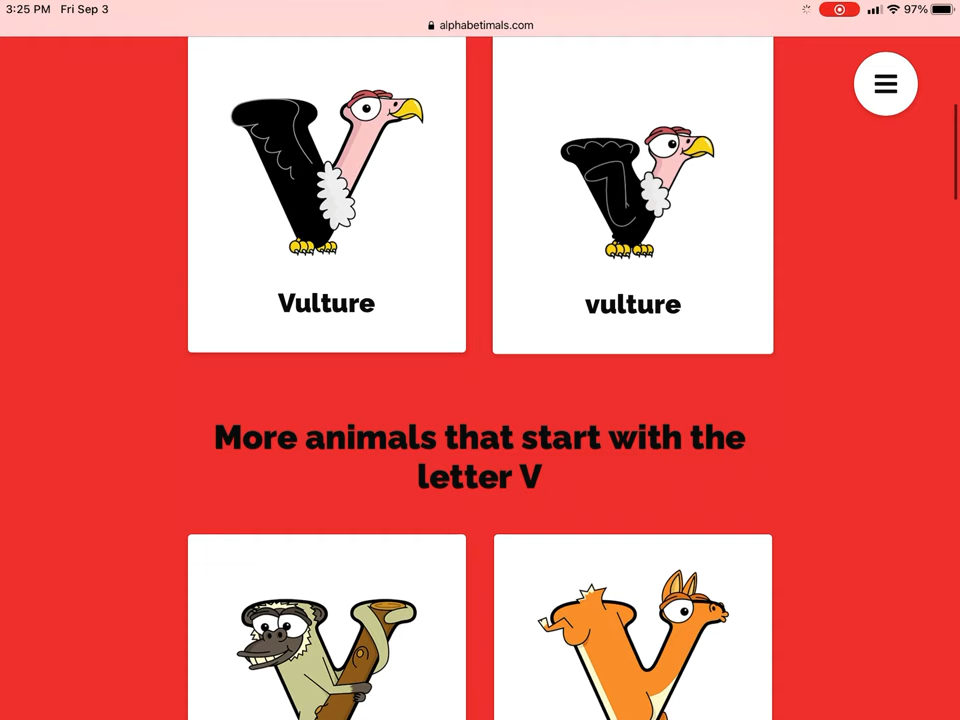 3:25 PM Fri Sep 3
97%
alphabetimals.com
Vulture
vulture
More animals that start with the
letter V